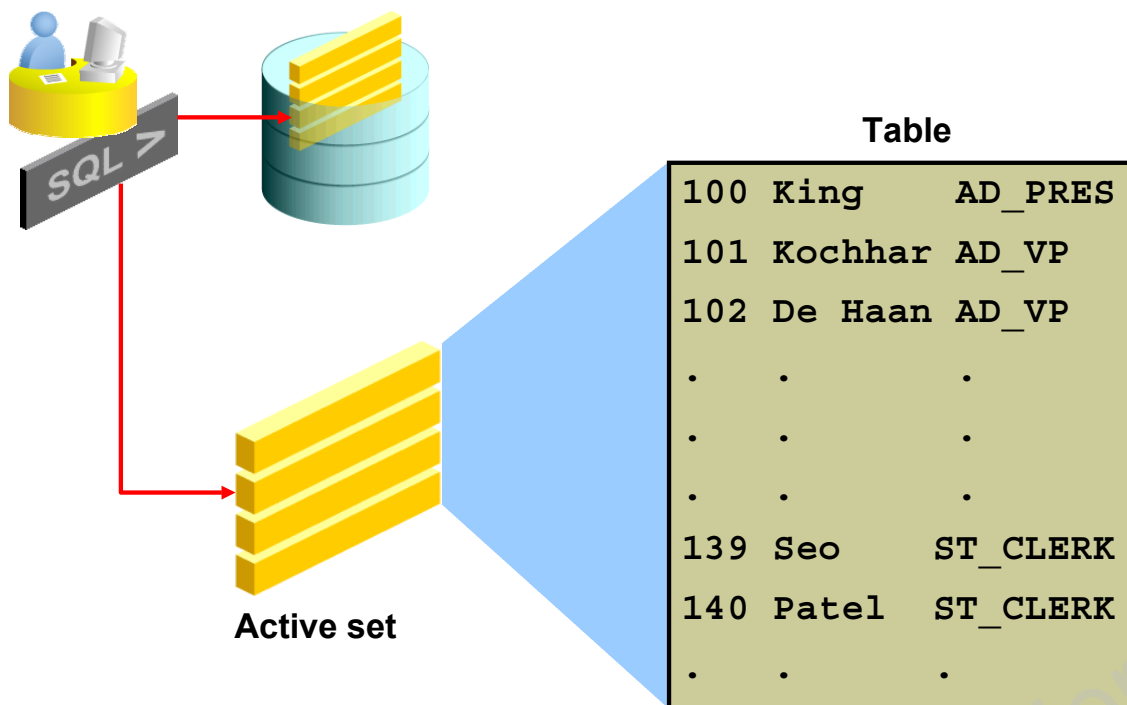 SQL >
Table
100 King AD_PRES
101 Kochhar AD_VP
102 De Haan AD_VP
. . .
. . .
. . .
139 Seo ST_CLERK
140 Patel ST_CLERK
. . .
Active set